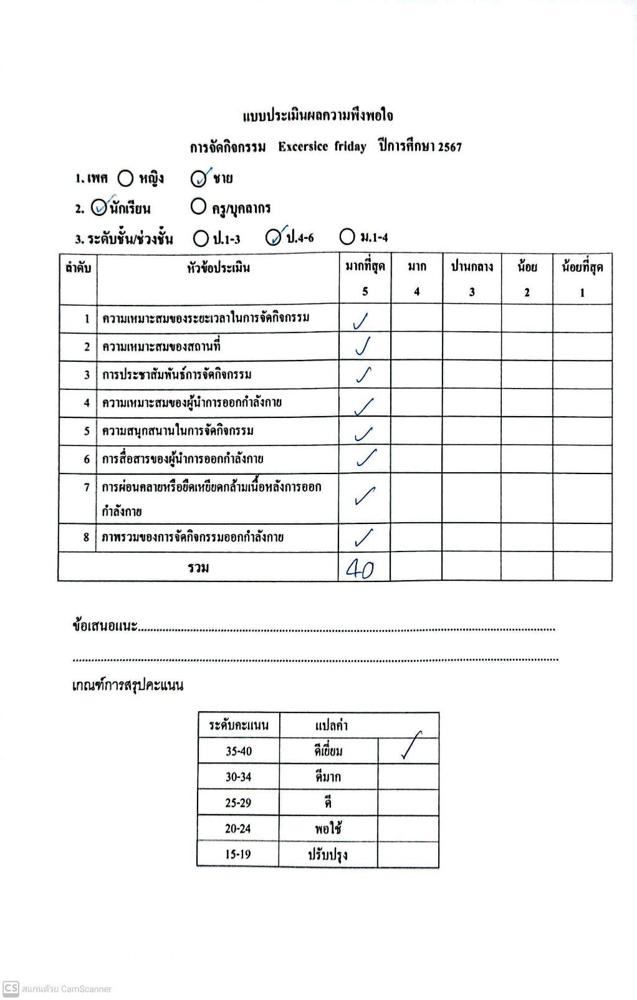 แบบประเมินผลความพึงพอใจ
การจัดกิจกรรม Excersice friday ปีการศึกษา 2567
1. เพศ หญิง ✓ ชาย
2. ✓ นักเรียน ครู/บุคลากร
3. ระดับชั้น/ช่วงชั้น ป.1-3 ✓ ป.4-6 ม.1-4
ลำดับ หัวข้อประเมิน มากที่สุด มาก ปานกลาง น้อย น้อยที่สุด
5 4 3 2 1
1 ความเหมาะสมของระยะเวลาในการจัดกิจกรรม ✓
2 ความเหมาะสมของสถานที่ ✓
3 การประชาสัมพันธ์การจัดกิจกรรม ✓
4 ความเหมาะสมของผู้นำการออกกำลังกาย ✓
5 ความสนุกสนานในการจัดกิจกรรม ✓
6 การสื่อสารของผู้นำการออกกำลังกาย ✓
7 การผ่อนคลายหรือยืดเหยียดกล้ามเนื้อหลังการออก ✓
กำลังกาย
8 ภาพรวมของการจัดกิจกรรมออกกำลังกาย ✓
รวม 40
ข้อเสนอแนะ
เกณฑ์การสรุปคะแนน
ระดับคะแนน แปลค่า
35-40 ดีเยี่ยม ✓
30-34 ดีมาก
25-29 ดี
20-24 พอใช้
15-19 ปรับปรุง
CS สแกนด้วย CamScanner